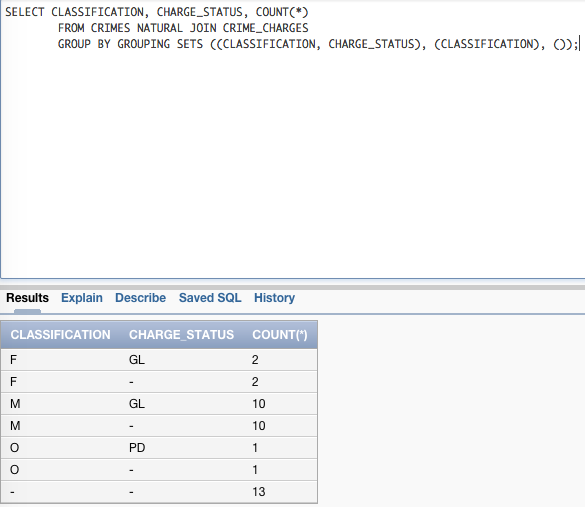 SELECT CLASSIFICATION, CHARGE_STATUS, COUNT(*)
FROM CRIMES NATURAL JOIN CRIME_CHARGES
GROUP BY GROUPING SETS ((CLASSIFICATION, CHARGE_STATUS), (CLASSIFICATION), ());
Results Explain Describe Saved SQL History
CLASSIFICATION CHARGE_STATUS COUNT(*)
F GL 2
F - 2
M GL 10
M - 10
O PD 1
O - 1
- - 13